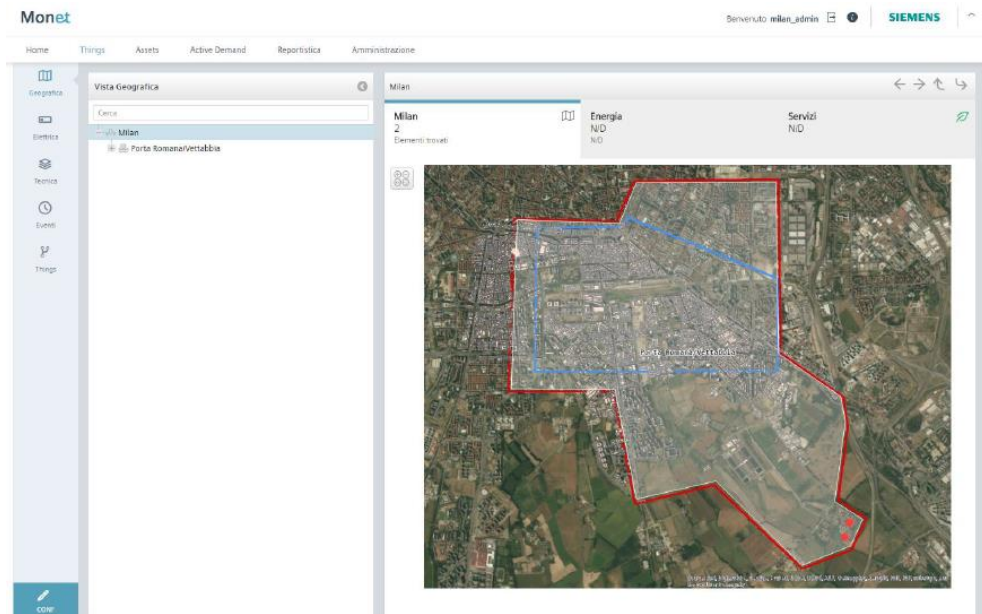 Monet
Benvenuto milan_admin
SIEMENS
Home
Things
Assets
Active Demand
Reportistica
Amministrazione
Geografica
Elettrica
Tecnica
Eventi
Things
CONF
Vista Geografica
Cerca
Milan
Porta Romana/Vettabbia
Milan
Milan
2
Elementi trovati
Energia
N/D
N/D
Servizi
N/D
Porta Romana/Vettabbia